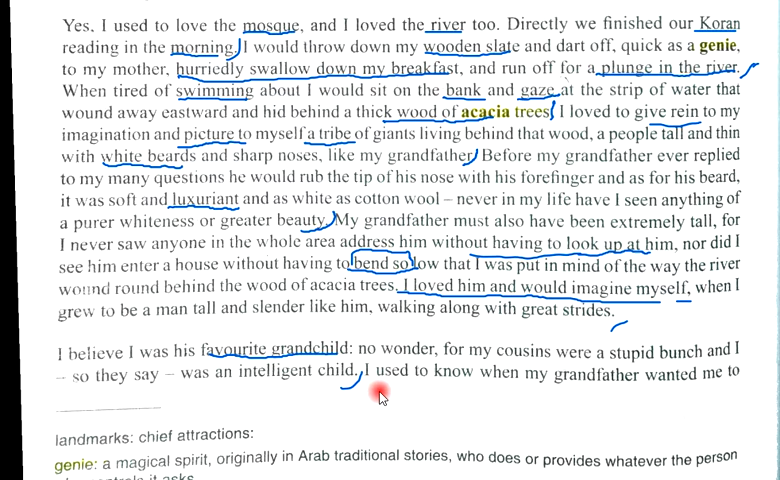 Yes, I used to love the mosque, and I loved the river too. Directly we finished our Koran
reading in the morning, I would throw down my wooden slate and dart off, quick as a genie,
to my mother, hurriedly swallow down my breakfast, and run off for a plunge in the river.
When tired of swimming about I would sit on the bank and gaze at the strip of water that
wound away eastward and hid behind a thick wood of acacia trees. I loved to give rein to my
imagination and picture to myself a tribe of giants living behind that wood, a people tall and thin
with white beards and sharp noses, like my grandfather. Before my grandfather ever replied
to my many questions he would rub the tip of his nose with his forefinger and as for his beard,
it was soft and luxuriant and as white as cotton wool – never in my life have I seen anything of
a purer whiteness or greater beauty. My grandfather must also have been extremely tall, for
I never saw anyone in the whole area address him without having to look up at him, nor did I
see him enter a house without having to bend so low that I was put in mind of the way the river
wound round behind the wood of acacia trees. I loved him and would imagine myself, when I
grew to be a man tall and slender like him, walking along with great strides.
I believe I was his favourite grandchild: no wonder, for my cousins were a stupid bunch and I
– so they say – was an intelligent child. I used to know when my grandfather wanted me to
landmarks: chief attractions:
genie: a magical spirit, originally in Arab traditional stories, who does or provides whatever the person